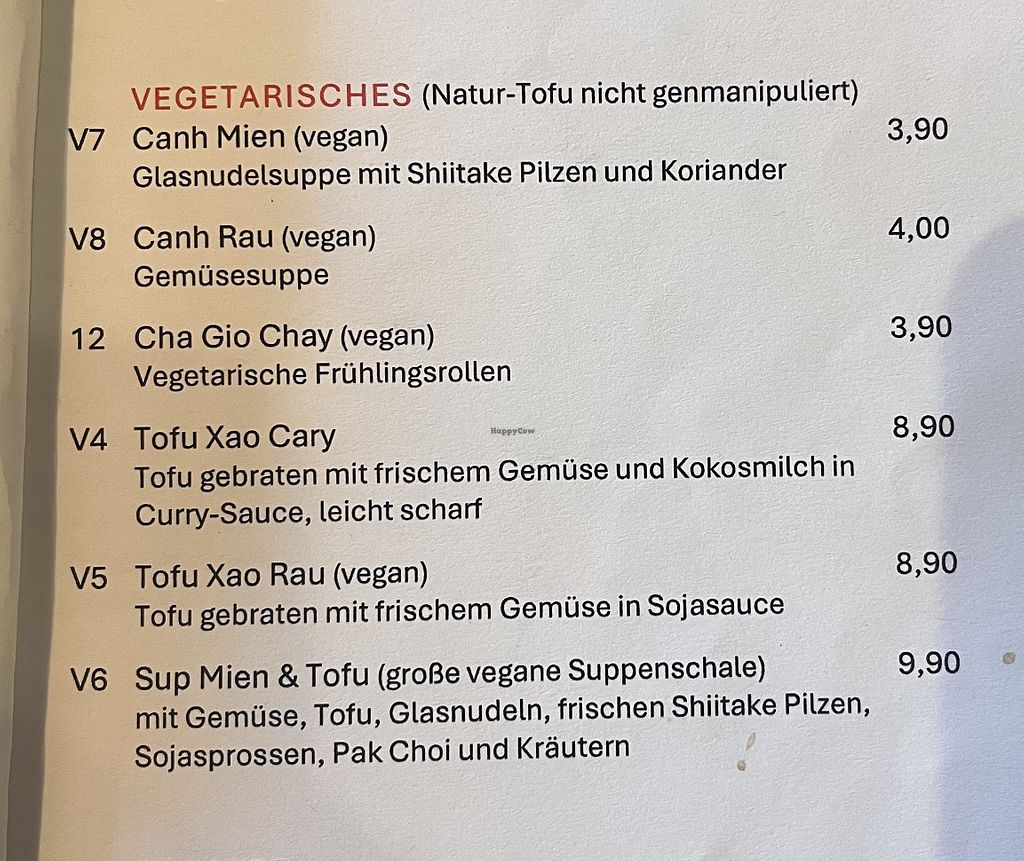 VEGETARISCHES (Natur-Tofu nicht genmanipuliert)
V7 Canh Mien (vegan) 3,90
Glasnudelsuppe mit Shiitake Pilzen und Koriander
V8 Canh Rau (vegan) 4,00
Gemüsesuppe
12 Cha Gio Chay (vegan) 3,90
Vegetarische Frühlingsrollen
V4 Tofu Xao Cary 8,90
HappyCow
Tofu gebraten mit frischem Gemüse und Kokosmilch in
Curry-Sauce, leicht scharf
V5 Tofu Xao Rau (vegan) 8,90
Tofu gebraten mit frischem Gemüse in Sojasauce
V6 Sup Mien & Tofu (große vegane Suppenschale) 9,90
mit Gemüse, Tofu, Glasnudeln, frischen Shiitake Pilzen,
Sojasprossen, Pak Choi und Kräutern